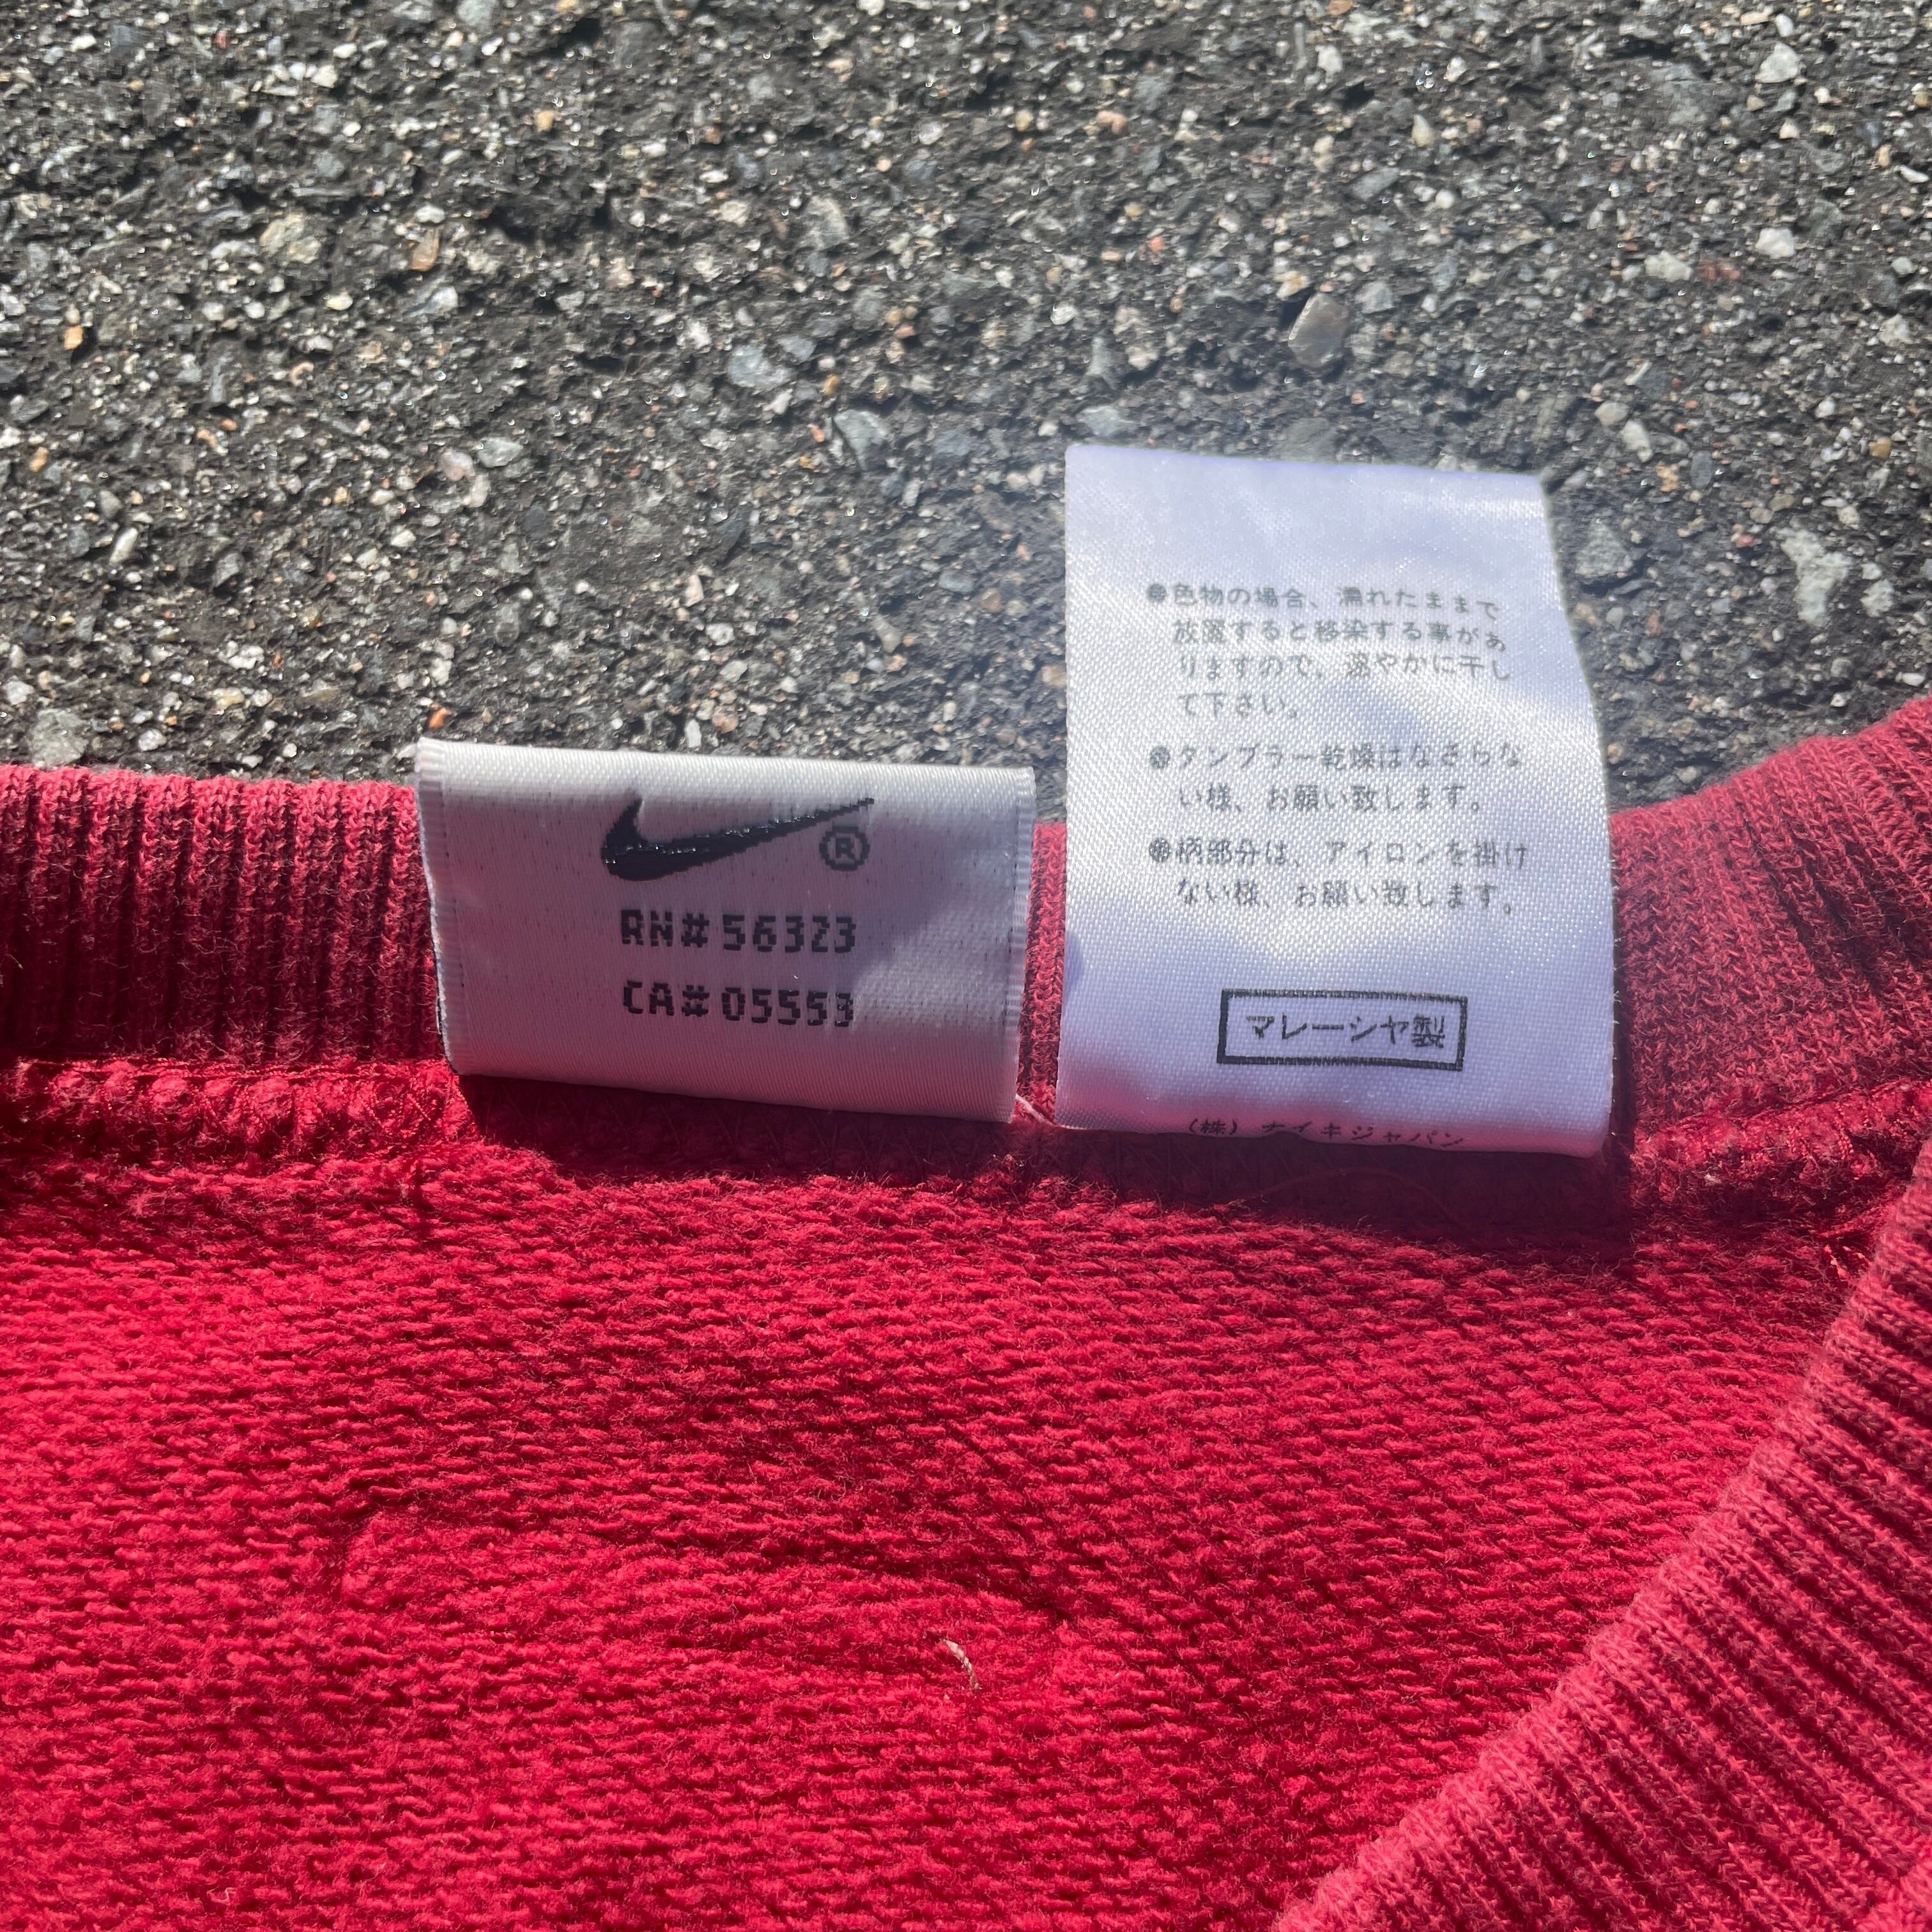 ®
RN# 56323
CA# 05553
●色物の場合、濡れたままで
放置すると移染する事があ
りますので、速やかに干し
て下さい。
●タンブラー乾燥はなさらな
い様、お願い致します。
●柄部分は、アイロンを掛け
ない様、お願い致します。
マレーシヤ製
(株)ナイキジャパン